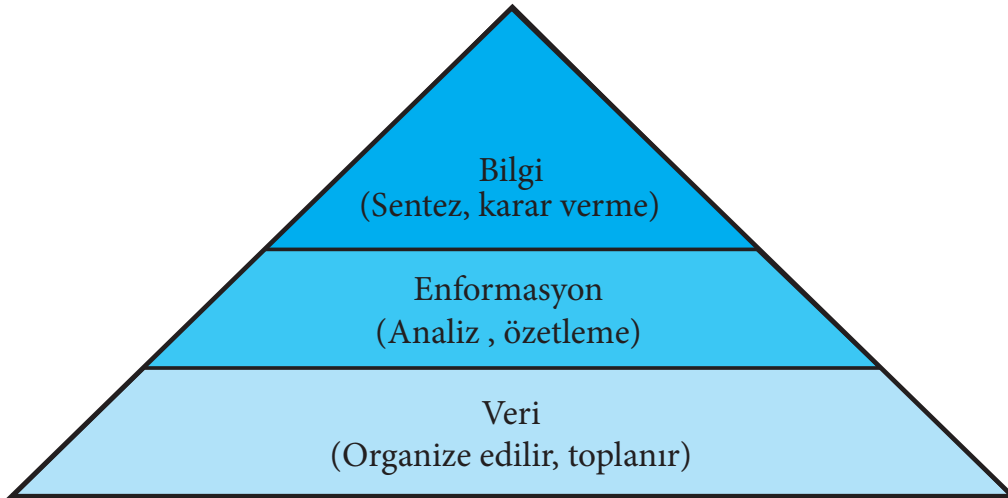 Bilgi
(Sentez, karar verme)
Enformasyon
(Analiz , özetleme)
Veri
(Organize edilir, toplanır)